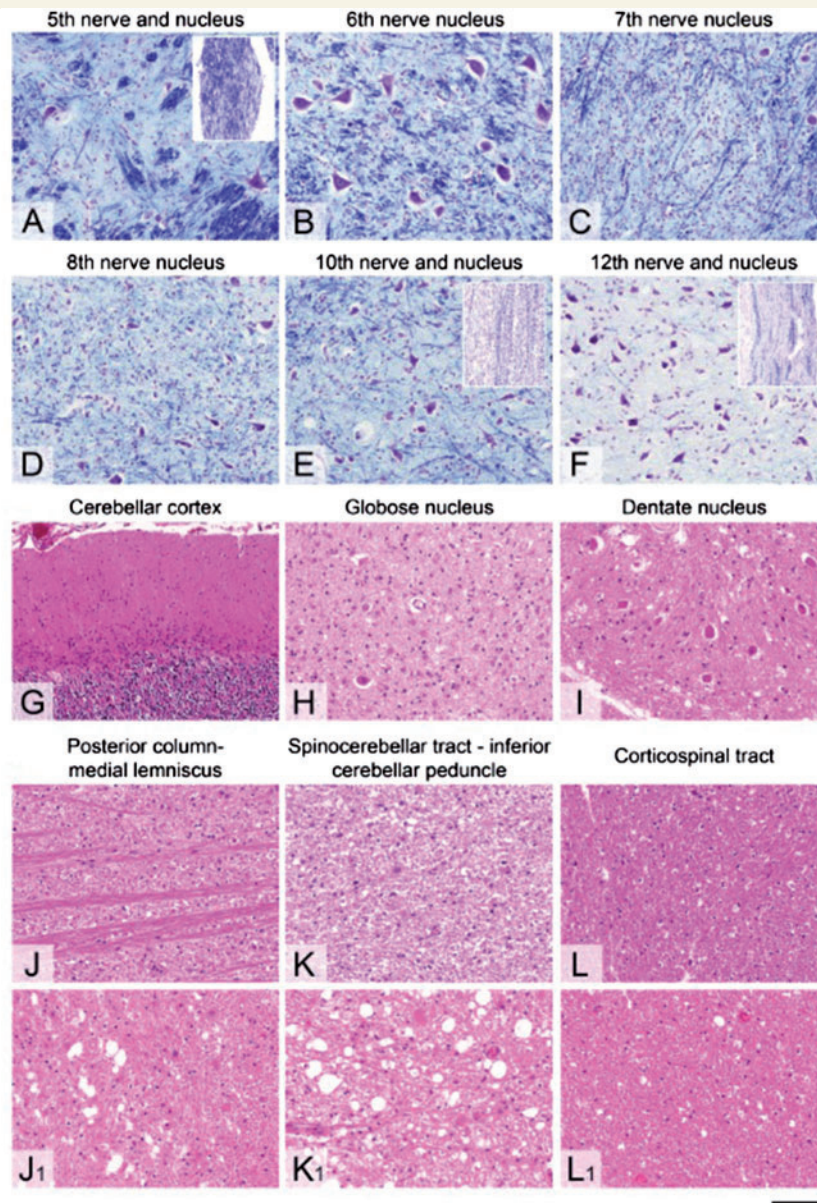 5th nerve and nucleus
6th nerve nucleus
7th nerve nucleus
A
B
C
8th nerve nucleus
10th nerve and nucleus
12th nerve and nucleus
D
E
F
Cerebellar cortex
Globose nucleus
Dentate nucleus
G
H
I
Posterior column-
medial lemniscus
Spinocerebellar tract - inferior
cerebellar peduncle
Corticospinal tract
J
K
L
J1
K1
L1